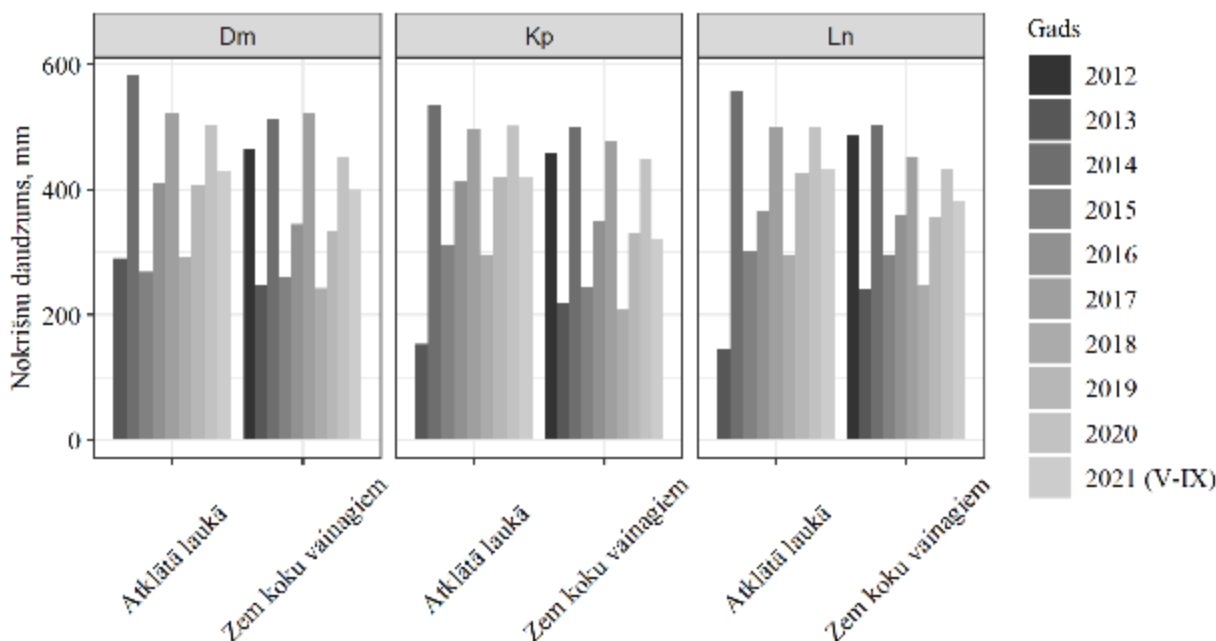 Dm
Kp
Ln
Nokrišņu daudzums, mm
600
400
200
0
Atklātā laukā
Zem koku vainagiem
Atklātā laukā
Zem koku vainagiem
Atklātā laukā
Zem koku vainagiem
Gads
2012
2013
2014
2015
2016
2017
2018
2019
2020
2021 (V-IX)